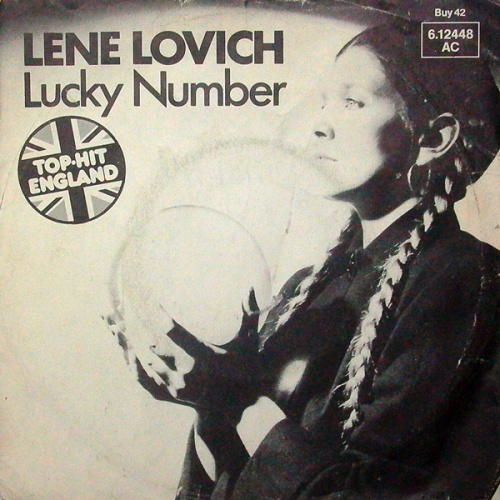 Buy 42
LENE LOVICH
6.12448
AC
Lucky Number
TOP-HIT
ENGLAND